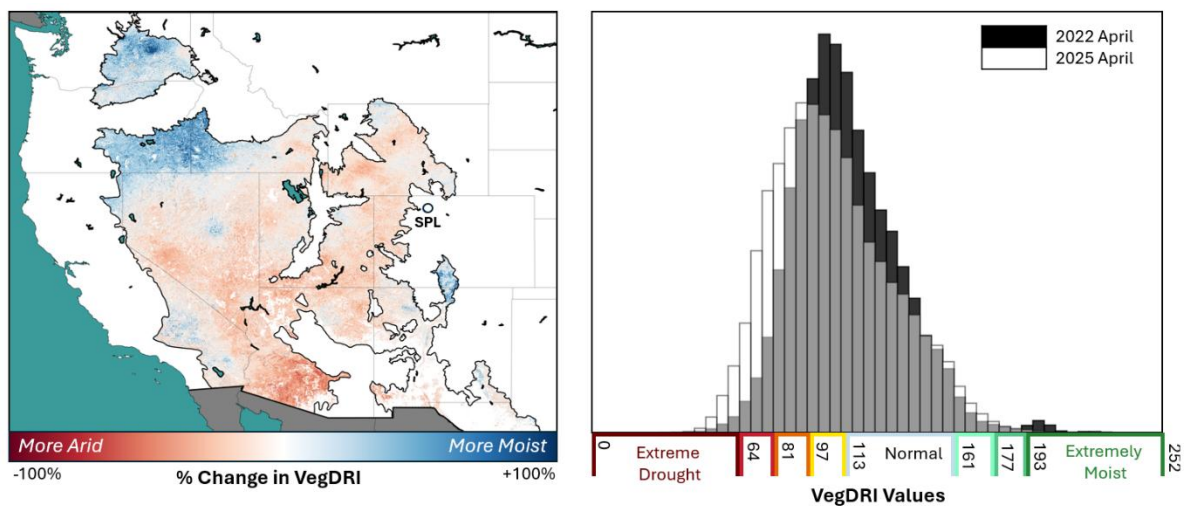 SPL
More Arid
More Moist
-100%
% Change in VegDRI
+100%
2022 April
2025 April
0
Extreme
Drought
64
81
97
113
Normal
161
177
193
Extremely
Moist
252
VegDRI Values